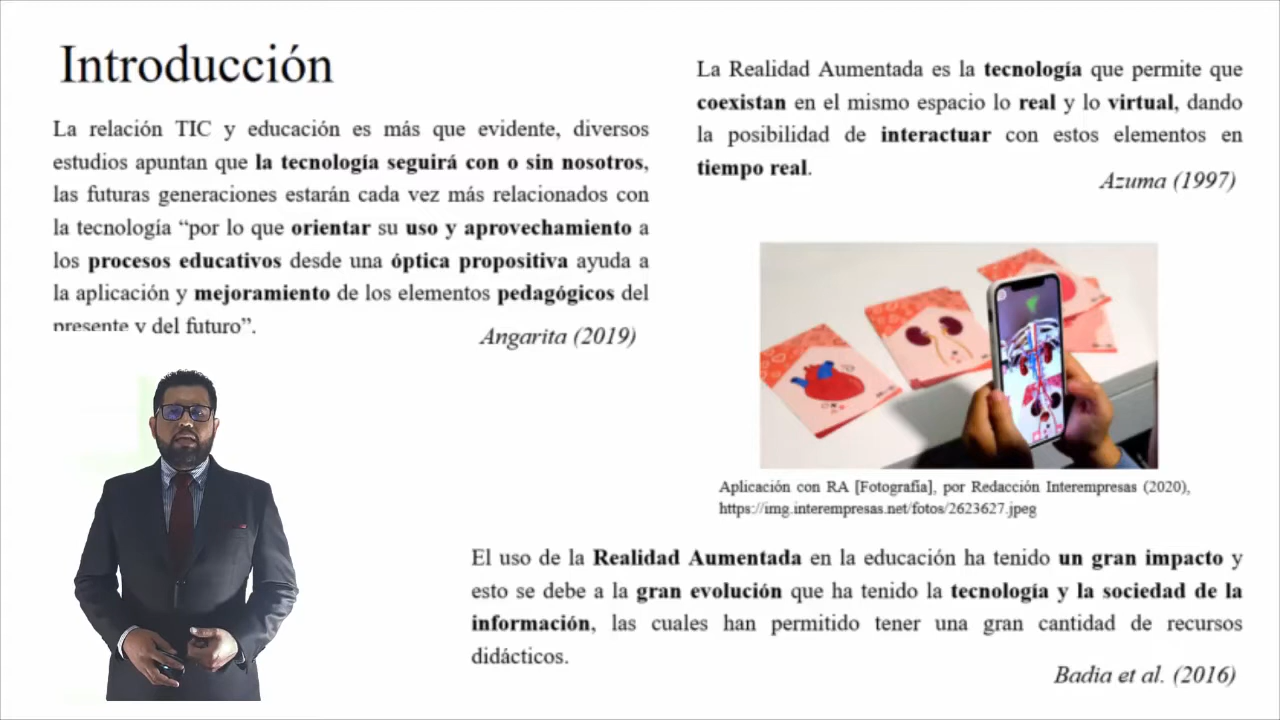 Introducción
La relación TIC y educación es más que evidente, diversos
estudios apuntan que la tecnología seguirá con o sin nosotros,
las futuras generaciones estarán cada vez más relacionados con
la tecnología “por lo que orientar su uso y aprovechamiento a
los procesos educativos desde una óptica propositiva ayuda a
la aplicación y mejoramiento de los elementos pedagógicos del
presente y del futuro”.
Angarita (2019)
La Realidad Aumentada es la tecnología que permite que
coexistan en el mismo espacio lo real y lo virtual, dando
la posibilidad de interactuar con estos elementos en
tiempo real.
Azuma (1997)
Aplicación con RA [Fotografía], por Redacción Interempresas (2020),
https://img.interempresas.net/fotos/2623627.jpeg
El uso de la Realidad Aumentada en la educación ha tenido un gran impacto y
esto se debe a la gran evolución que ha tenido la tecnología y la sociedad de la
información, las cuales han permitido tener una gran cantidad de recursos
didácticos.
Badia et al. (2016)